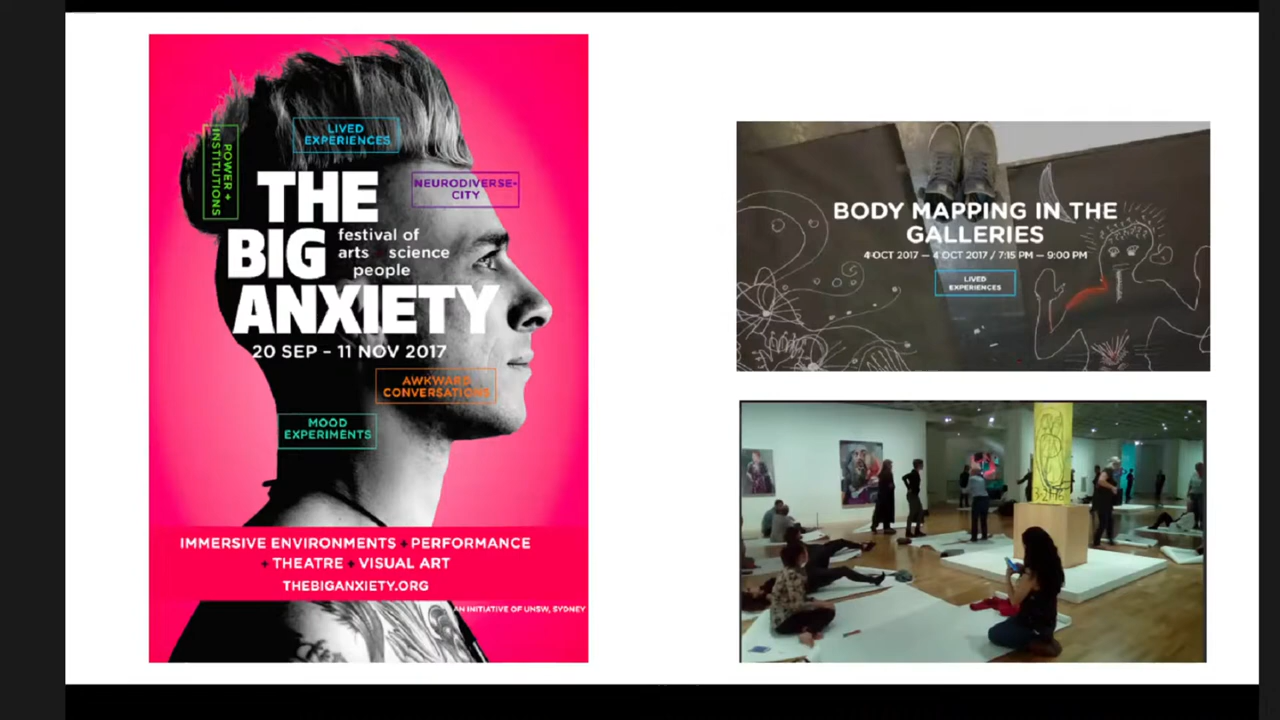 POWER +
INSTITUTIONS
LIVED
EXPERIENCES
NEURODIVERSE-
CITY
THE
BIG
ANXIETY
festival of
arts + science
people
20 SEP – 11 NOV 2017
AWKWARD
CONVERSATIONS
MOOD
EXPERIMENTS
IMMERSIVE ENVIRONMENTS + PERFORMANCE
+ THEATRE + VISUAL ART
THEBIGANXIETY.ORG
AN INITIATIVE OF UNSW, SYDNEY
BODY MAPPING IN THE
GALLERIES
4 OCT 2017 — 4 OCT 2017 / 7:15 PM — 9:00 PM
LIVED
EXPERIENCES